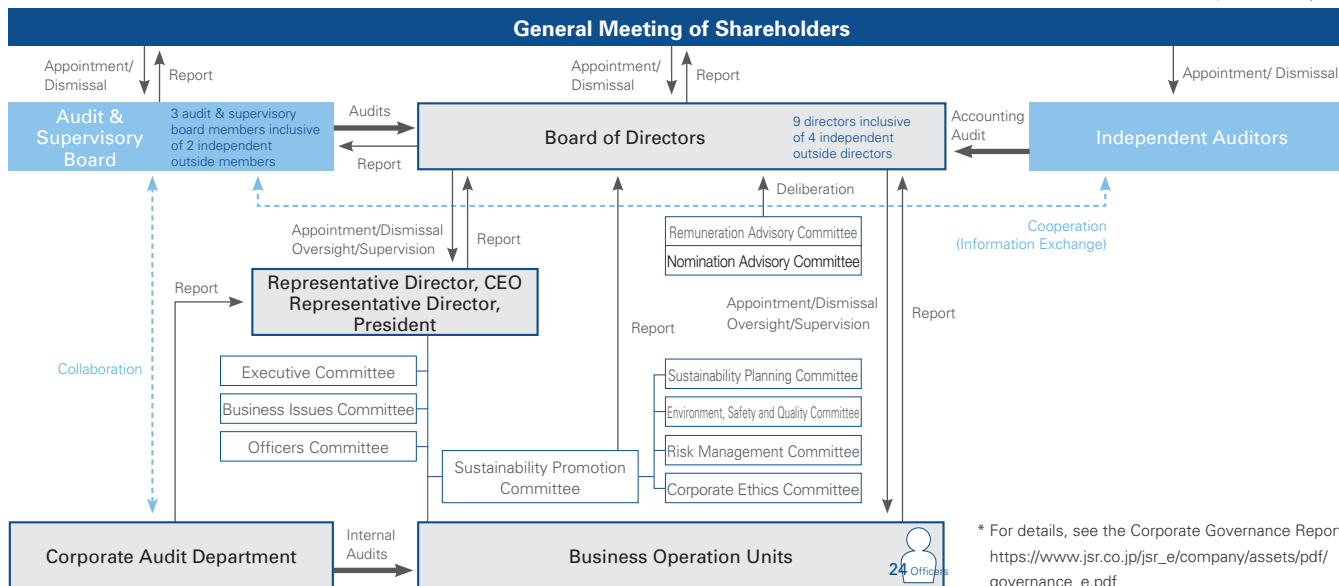 General Meeting of Shareholders
Appointment/
Dismissal
Report
Appointment/
Dismissal
Report
Appointment/ Dismissal
Audit &
Supervisory
Board
3 audit & supervisory
board members inclusive
of 2 independent
outside members
Audits
Report
Board of Directors
9 directors inclusive
of 4 independent
outside directors
Accounting
Audit
Independent Auditors
Deliberation
Appointment/Dismissal
Oversight/Supervision
Report
Remuneration Advisory Committee
Nomination Advisory Committee
Cooperation
(Information Exchange)
Report
Representative Director, CEO
Representative Director,
President
Report
Appointment/Dismissal
Oversight/Supervision
Report
Collaboration
Executive Committee
Business Issues Committee
Officers Committee
Sustainability Promotion
Committee
Sustainability Planning Committee
Environment, Safety and Quality Committee
Risk Management Committee
Corporate Ethics Committee
Corporate Audit Department
Internal
Audits
Business Operation Units
24 Officers
* For details, see the Corporate Governance Repor
https://www.jsr.co.jp/jsr_e/company/assets/pdf/
governance_e.pdf